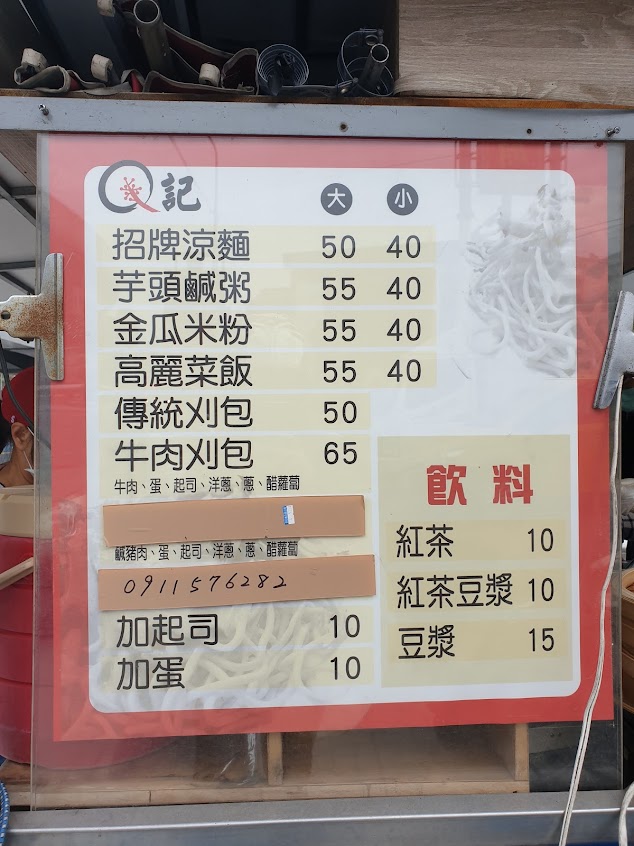 Q記 大 小
招牌涼麵 50 40
芋頭鹹粥 55 40
金瓜米粉 55 40
高麗菜飯 55 40
傳統刈包 50
牛肉刈包 65
牛肉、蛋、起司、洋蔥、蔥、醋蘿蔔
鹹豬肉、蛋、起司、洋蔥、蔥、醋蘿蔔
0911576282
加起司 10
加蛋 10
飲料
紅茶 10
紅茶豆漿 10
豆漿 15